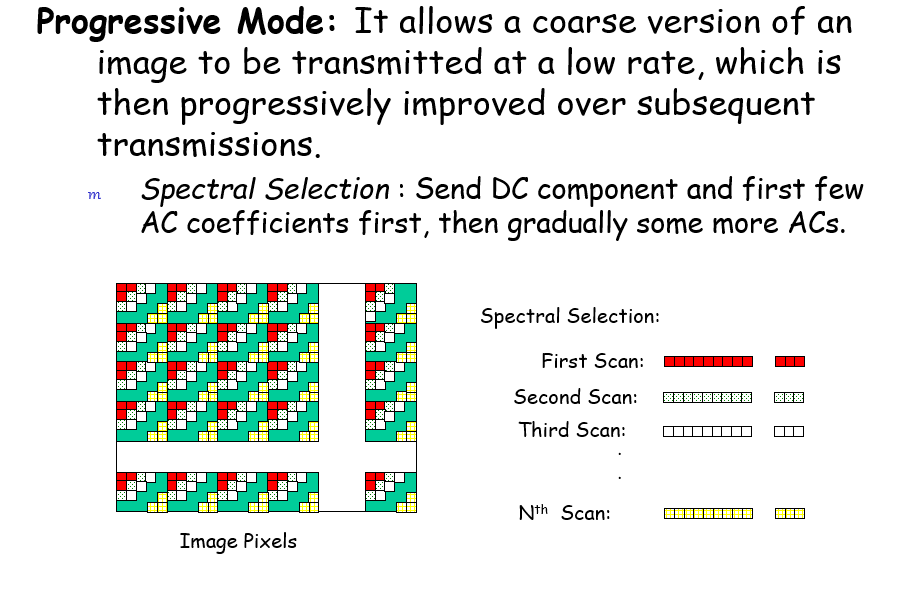 Progressive Mode: It allows a coarse version of an
image to be transmitted at a low rate, which is
then progressively improved over subsequent
transmissions.
m Spectral Selection : Send DC component and first few
AC coefficients first, then gradually some more ACs.
Spectral Selection:
First Scan:
Second Scan:
Third Scan:
.
.
Nth Scan:
Image Pixels